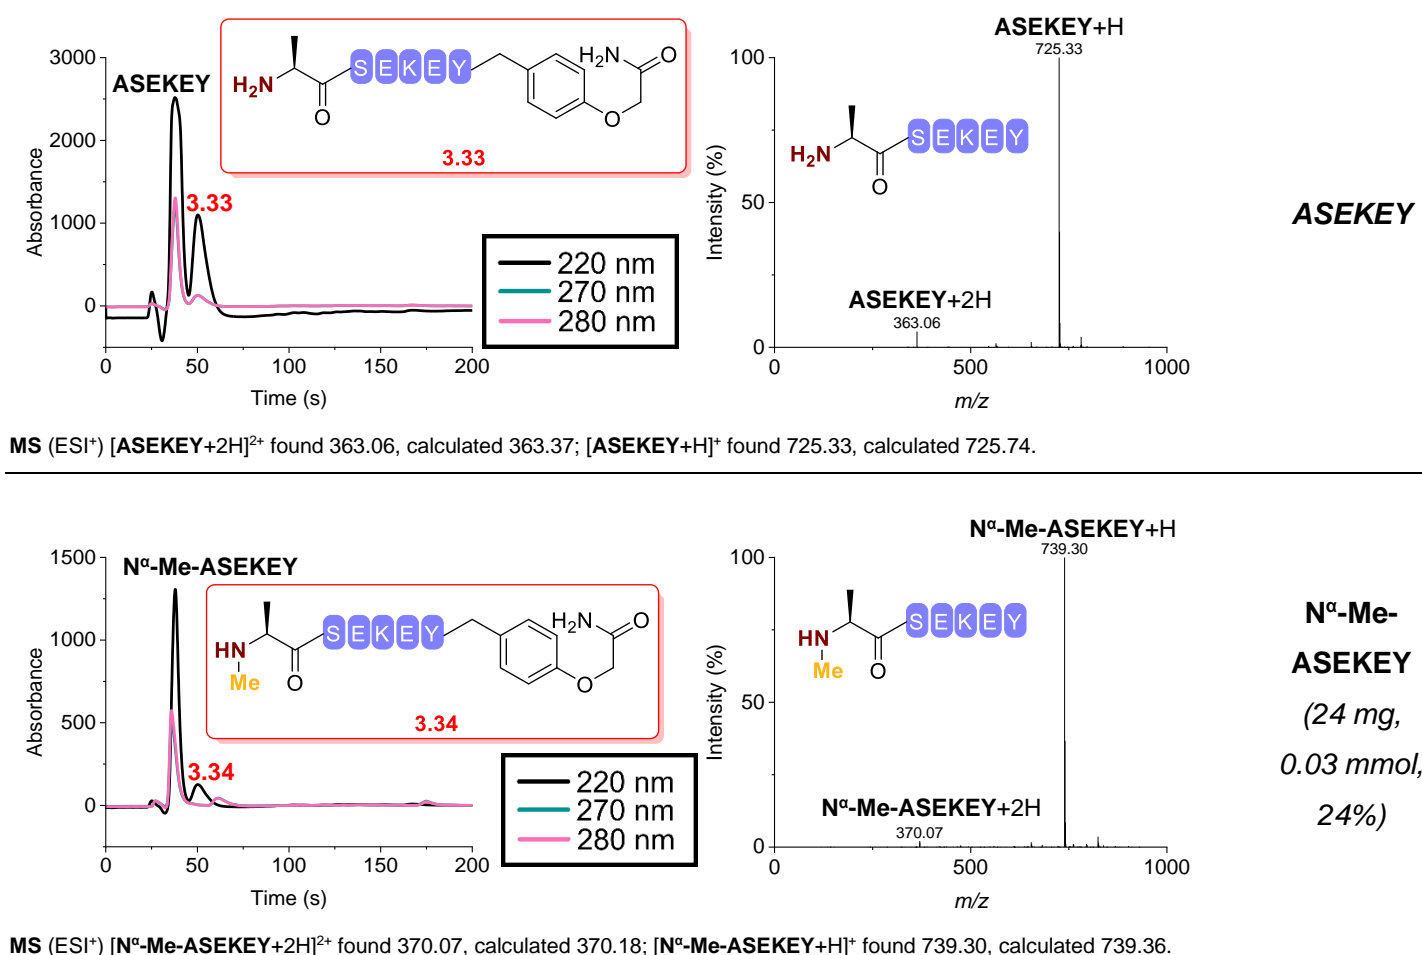 3000
2000
1000
0
Absorbance
0
50
100
150
200
Time (s)
ASEKEY
3.33
H₂N
O
S E K E Y
H₂N
O
O
3.33
220 nm
270 nm
280 nm
100
50
0
Intensity (%)
0
500
1000
m/z
ASEKEY+H
725.33
H₂N
O
S E K E Y
ASEKEY+2H
363.06
ASEKEY
MS (ESI⁺) [ASEKEY+2H]²⁺ found 363.06, calculated 363.37; [ASEKEY+H]⁺ found 725.33, calculated 725.74.
1500
1000
500
0
Absorbance
0
50
100
150
200
Time (s)
Nᵅ-Me-ASEKEY
3.34
HN
Me
O
S E K E Y
H₂N
O
O
3.34
220 nm
270 nm
280 nm
100
50
0
Intensity (%)
0
500
1000
m/z
Nᵅ-Me-ASEKEY+H
739.30
HN
Me
O
S E K E Y
Nᵅ-Me-ASEKEY+2H
370.07
Nᵅ-Me-
ASEKEY
(24 mg,
0.03 mmol,
24%)
MS (ESI⁺) [Nᵅ-Me-ASEKEY+2H]²⁺ found 370.07, calculated 370.18; [Nᵅ-Me-ASEKEY+H]⁺ found 739.30, calculated 739.36.